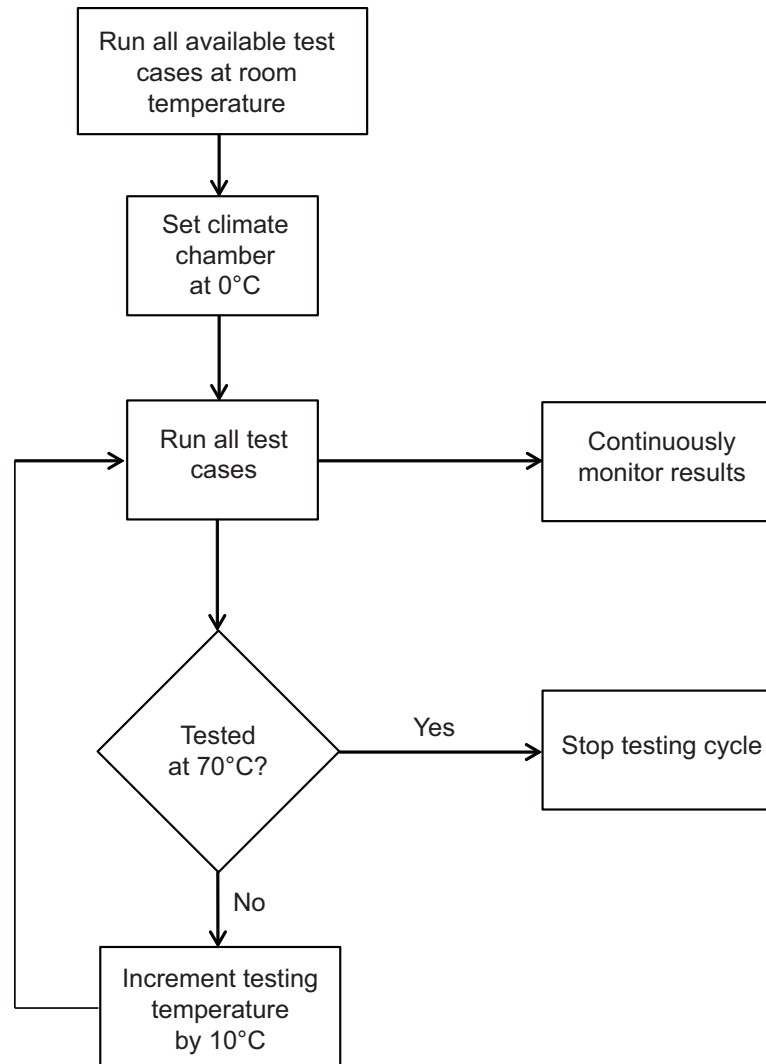 Run all available test
cases at room
temperature
Set climate
chamber
at 0°C
Run all test
cases
Continuously
monitor results
Tested
at 70°C?
Yes
Stop testing cycle
No
Increment testing
temperature
by 10°C